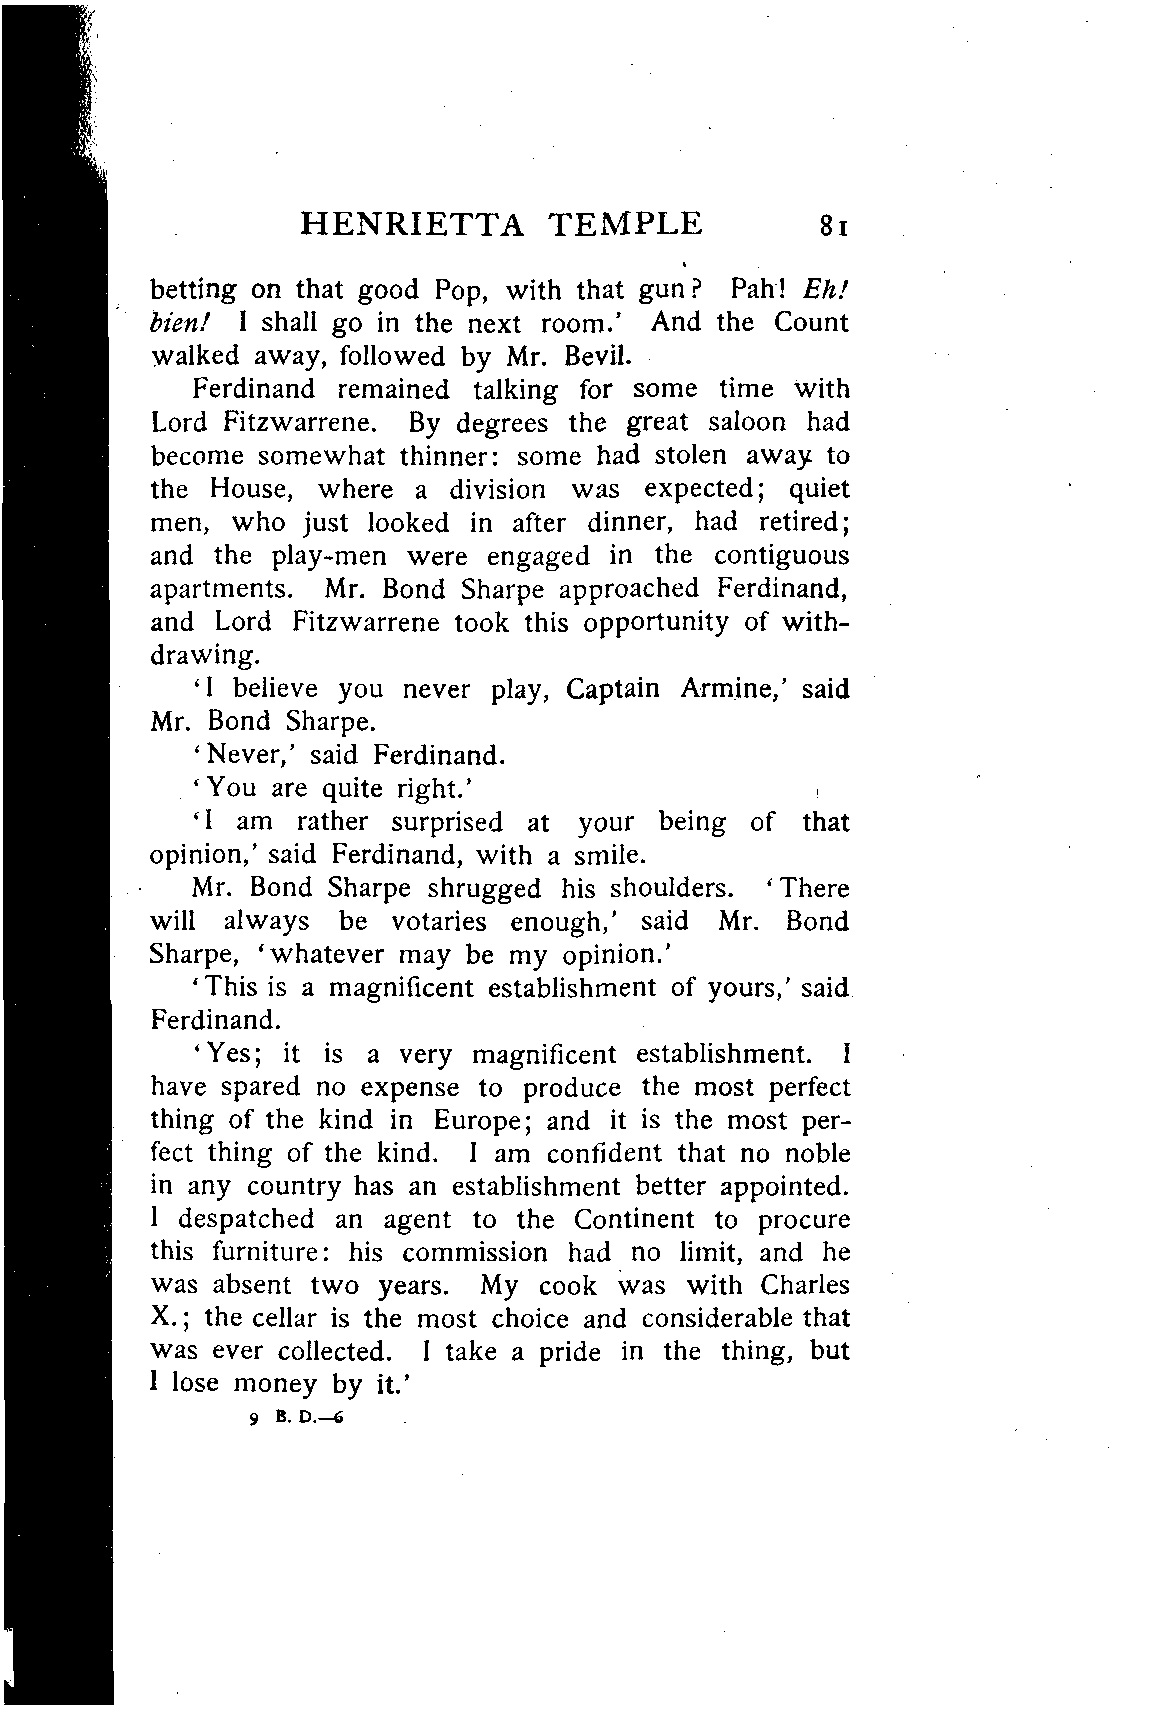 HENRIETTA TEMPLE 81
betting on that good Pop, with that gun? Pah! Eh!
bien! I shall go in the next room.' And the Count
walked away, followed by Mr. Bevil.
Ferdinand remained talking for some time with
Lord Fitzwarrene. By degrees the great saloon had
become somewhat thinner: some had stolen away to
the House, where a division was expected; quiet
men, who just looked in after dinner, had retired;
and the play-men were engaged in the contiguous
apartments. Mr. Bond Sharpe approached Ferdinand,
and Lord Fitzwarrene took this opportunity of with-
drawing.
'I believe you never play, Captain Armine,' said
Mr. Bond Sharpe.
'Never,' said Ferdinand.
'You are quite right.'
'I am rather surprised at your being of that
opinion,' said Ferdinand, with a smile.
Mr. Bond Sharpe shrugged his shoulders. 'There
will always be votaries enough,' said Mr. Bond
Sharpe, 'whatever may be my opinion.'
'This is a magnificent establishment of yours,' said
Ferdinand.
'Yes; it is a very magnificent establishment. I
have spared no expense to produce the most perfect
thing of the kind in Europe; and it is the most per-
fect thing of the kind. I am confident that no noble
in any country has an establishment better appointed.
I despatched an agent to the Continent to procure
this furniture: his commission had no limit, and he
was absent two years. My cook was with Charles
X.; the cellar is the most choice and considerable that
was ever collected. I take a pride in the thing, but
I lose money by it.'
9 B. D.—6